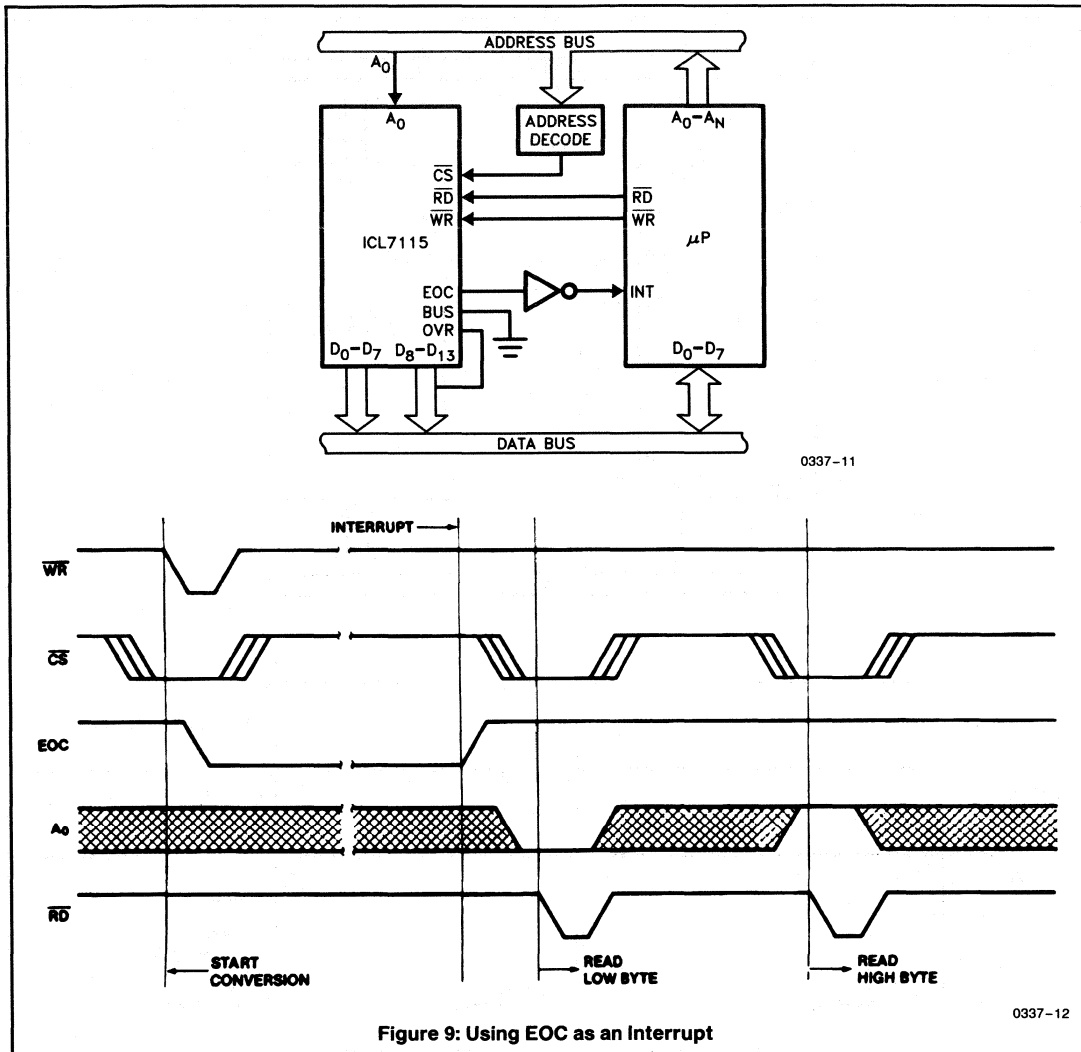 ADDRESS BUS
A0
A0
ADDRESS
DECODE
A0–AN
CS
RD
WR
RD
WR
ICL7115
μP
EOC
BUS
OVR
INT
D0–D7 D8–D13
D0–D7
DATA BUS
0337–11
INTERRUPT
WR
CS
EOC
A0
RD
START
CONVERSION
READ
LOW BYTE
READ
HIGH BYTE
0337–12
Figure 9: Using EOC as an Interrupt